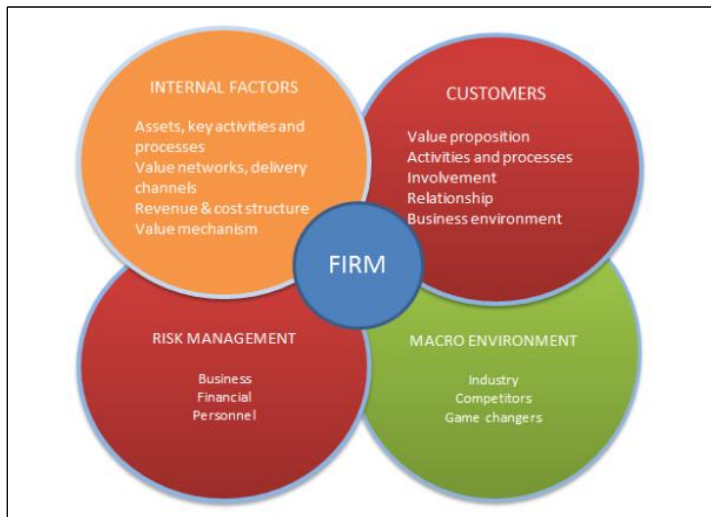 INTERNAL FACTORS
Assets, key activities and
processes
Value networks, delivery
channels
Revenue & cost structure
Value mechanism
CUSTOMERS
Value proposition
Activities and processes
Involvement
Relationship
Business environment
FIRM
RISK MANAGEMENT
Business
Financial
Personnel
MACRO ENVIRONMENT
Industry
Competitors
Game changers